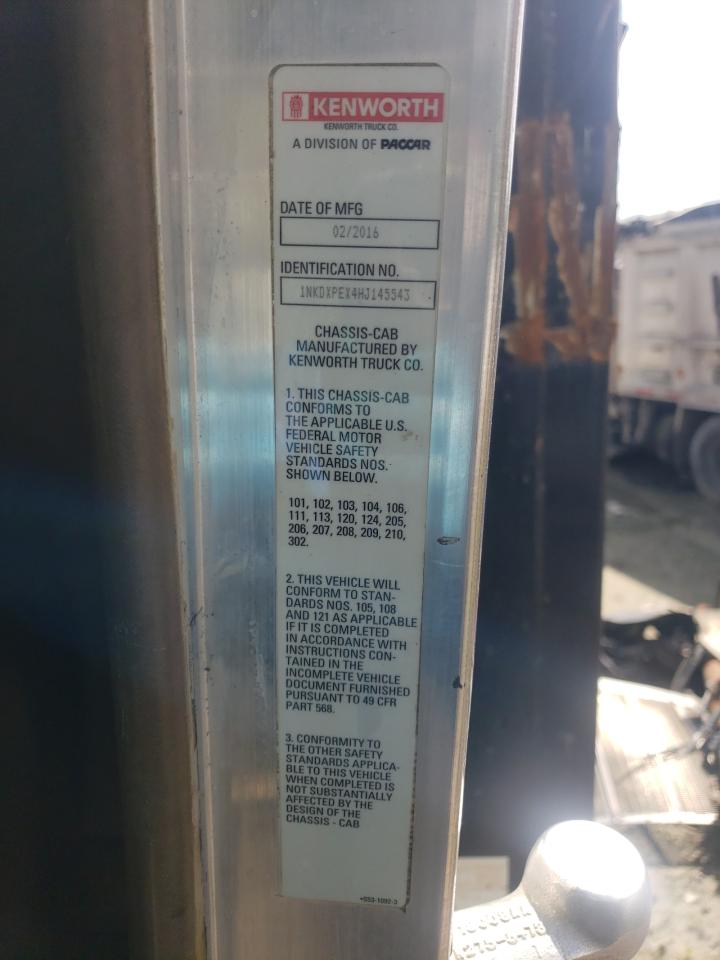 KENWORTH
KENWORTH TRUCK CO.
A DIVISION OF PACCAR
DATE OF MFG
02/2016
IDENTIFICATION NO.
1NKDXPEX4HJ145543
CHASSIS-CAB
MANUFACTURED BY
KENWORTH TRUCK CO.
1. THIS CHASSIS-CAB
CONFORMS TO
THE APPLICABLE U.S.
FEDERAL MOTOR
VEHICLE SAFETY
STANDARDS NOS.
SHOWN BELOW.
101, 102, 103, 104, 106,
111, 113, 120, 124, 205,
206, 207, 208, 209, 210,
302.
2. THIS VEHICLE WILL
CONFORM TO STAN-
DARDS NOS. 105, 108
AND 121 AS APPLICABLE
IF IT IS COMPLETED
IN ACCORDANCE WITH
INSTRUCTIONS CON-
TAINED IN THE
INCOMPLETE VEHICLE
DOCUMENT FURNISHED
PURSUANT TO 49 CFR
PART 568.
3. CONFORMITY TO
THE OTHER SAFETY
STANDARDS APPLICA-
BLE TO THIS VEHICLE
WHEN COMPLETED IS
NOT SUBSTANTIALLY
AFFECTED BY THE
DESIGN OF THE
CHASSIS - CAB